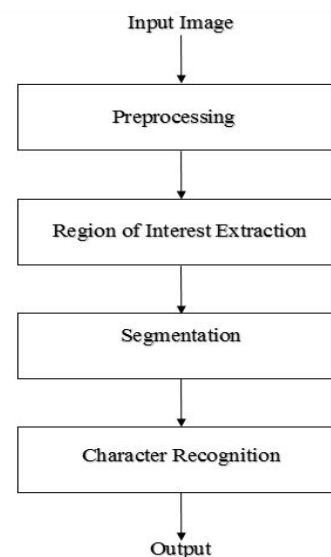 Input Image
Preprocessing
Region of Interest Extraction
Segmentation
Character Recognition
Output